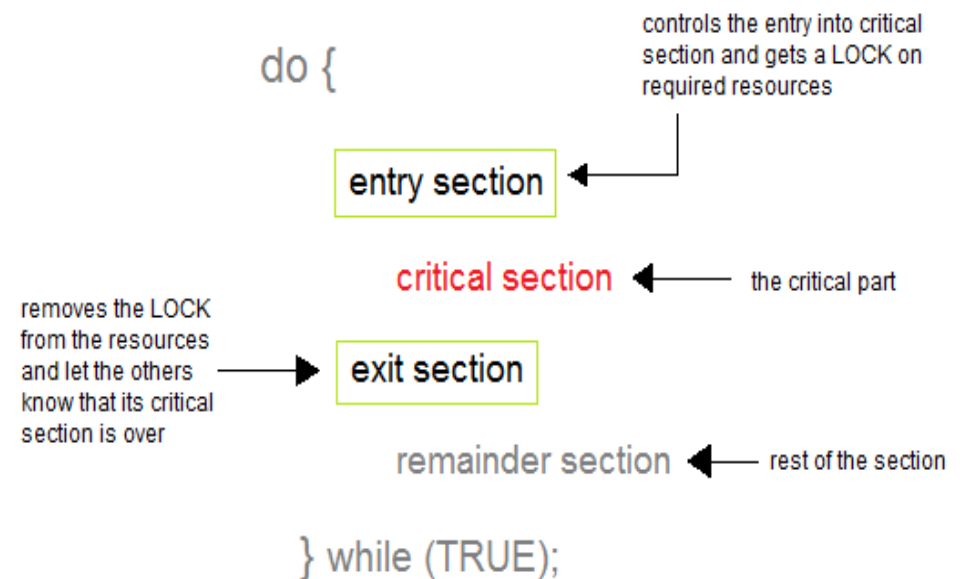 controls the entry into critical
section and gets a LOCK on
required resources
do {
entry section
critical section
the critical part
removes the LOCK
from the resources
and let the others
know that its critical
section is over
exit section
remainder section
rest of the section
} while (TRUE);